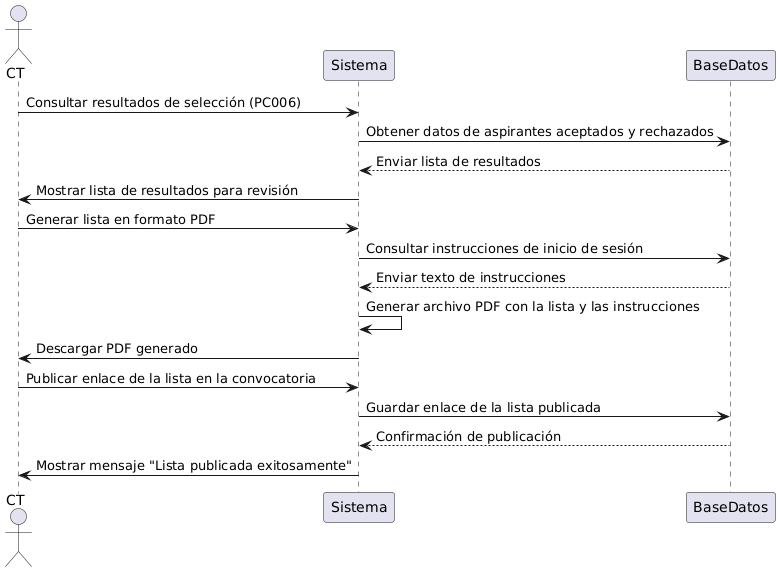 CT
Sistema
BaseDatos
Consultar resultados de selección (PC006)
Obtener datos de aspirantes aceptados y rechazados
Enviar lista de resultados
Mostrar lista de resultados para revisión
Generar lista en formato PDF
Consultar instrucciones de inicio de sesión
Enviar texto de instrucciones
Generar archivo PDF con la lista y las instrucciones
Descargar PDF generado
Publicar enlace de la lista en la convocatoria
Guardar enlace de la lista publicada
Confirmación de publicación
Mostrar mensaje "Lista publicada exitosamente"
CT
Sistema
BaseDatos